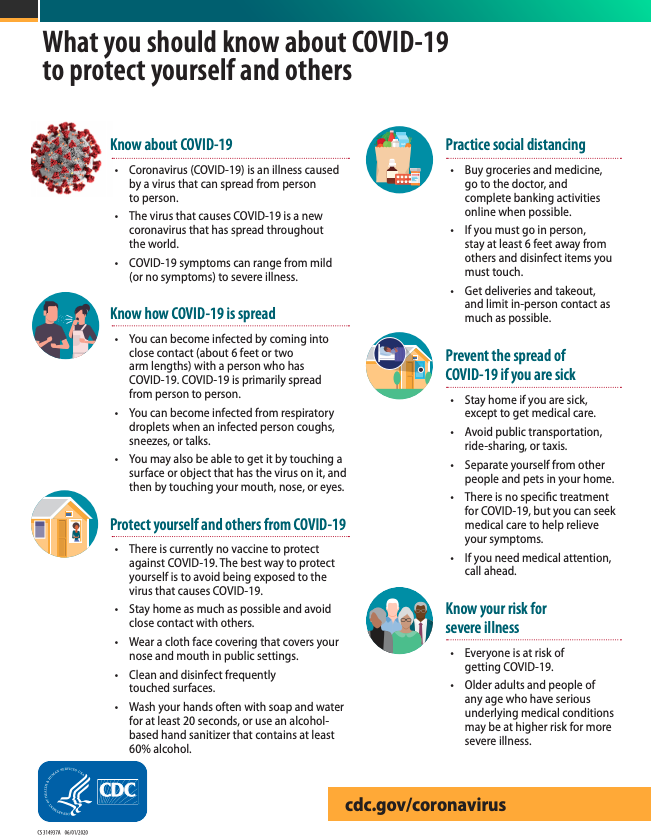 What you should know about COVID-19
to protect yourself and others
Know about COVID-19
• Coronavirus (COVID-19) is an illness caused
by a virus that can spread from person
to person.
• The virus that causes COVID-19 is a new
coronavirus that has spread throughout
the world.
• COVID-19 symptoms can range from mild
(or no symptoms) to severe illness.
Know how COVID-19 is spread
• You can become infected by coming into
close contact (about 6 feet or two
arm lengths) with a person who has
COVID-19. COVID-19 is primarily spread
from person to person.
• You can become infected from respiratory
droplets when an infected person coughs,
sneezes, or talks.
• You may also be able to get it by touching a
surface or object that has the virus on it, and
then by touching your mouth, nose, or eyes.
Protect yourself and others from COVID-19
• There is currently no vaccine to protect
against COVID-19. The best way to protect
yourself is to avoid being exposed to the
virus that causes COVID-19.
• Stay home as much as possible and avoid
close contact with others.
• Wear a cloth face covering that covers your
nose and mouth in public settings.
• Clean and disinfect frequently
touched surfaces.
• Wash your hands often with soap and water
for at least 20 seconds, or use an alcohol-
based hand sanitizer that contains at least
60% alcohol.
Practice social distancing
• Buy groceries and medicine,
go to the doctor, and
complete banking activities
online when possible.
• If you must go in person,
stay at least 6 feet away from
others and disinfect items you
must touch.
• Get deliveries and takeout,
and limit in-person contact as
much as possible.
Prevent the spread of
COVID-19 if you are sick
• Stay home if you are sick,
except to get medical care.
• Avoid public transportation,
ride-sharing, or taxis.
• Separate yourself from other
people and pets in your home.
• There is no specific treatment
for COVID-19, but you can seek
medical care to help relieve
your symptoms.
• If you need medical attention,
call ahead.
Know your risk for
severe illness
• Everyone is at risk of
getting COVID-19.
• Older adults and people of
any age who have serious
underlying medical conditions
may be at higher risk for more
severe illness.
CDC
cdc.gov/coronavirus
CS 314937A 06/01/2020